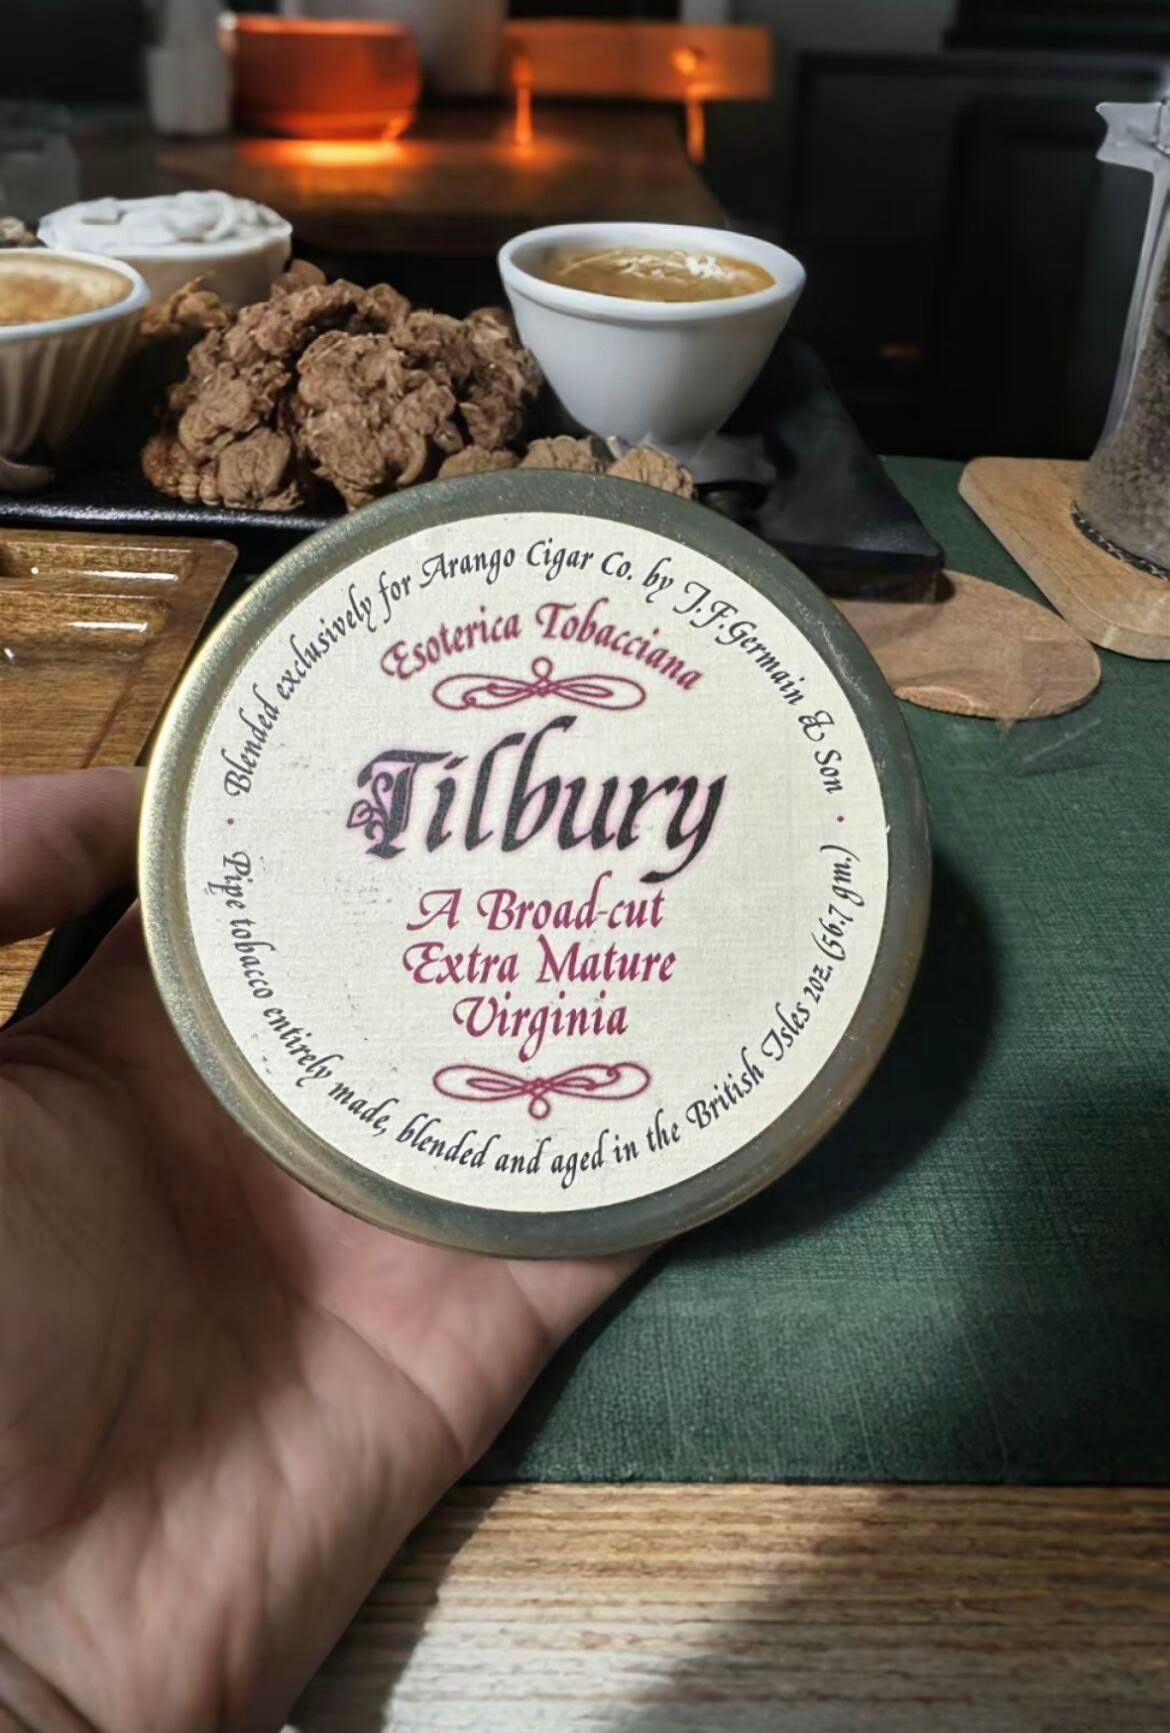 Blended exclusively for Arango Cigar Co. by J.F.Germain & Son
Esoterica Tobacciana
Tilbury
A Broad-cut
Extra Mature
Virginia
Pipe tobacco entirely made, blended and aged in the British Isles 2oz. (56.7 gm.)